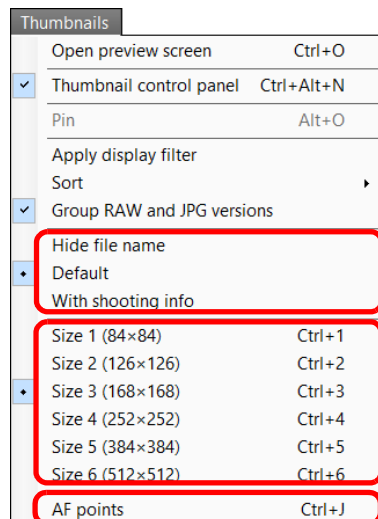 Thumbnails
Open preview screen Ctrl+O
Thumbnail control panel Ctrl+Alt+N
Pin Alt+O
Apply display filter
Sort
Group RAW and JPG versions
Hide file name
Default
With shooting info
Size 1 (84×84) Ctrl+1
Size 2 (126×126) Ctrl+2
Size 3 (168×168) Ctrl+3
Size 4 (252×252) Ctrl+4
Size 5 (384×384) Ctrl+5
Size 6 (512×512) Ctrl+6
AF points Ctrl+J